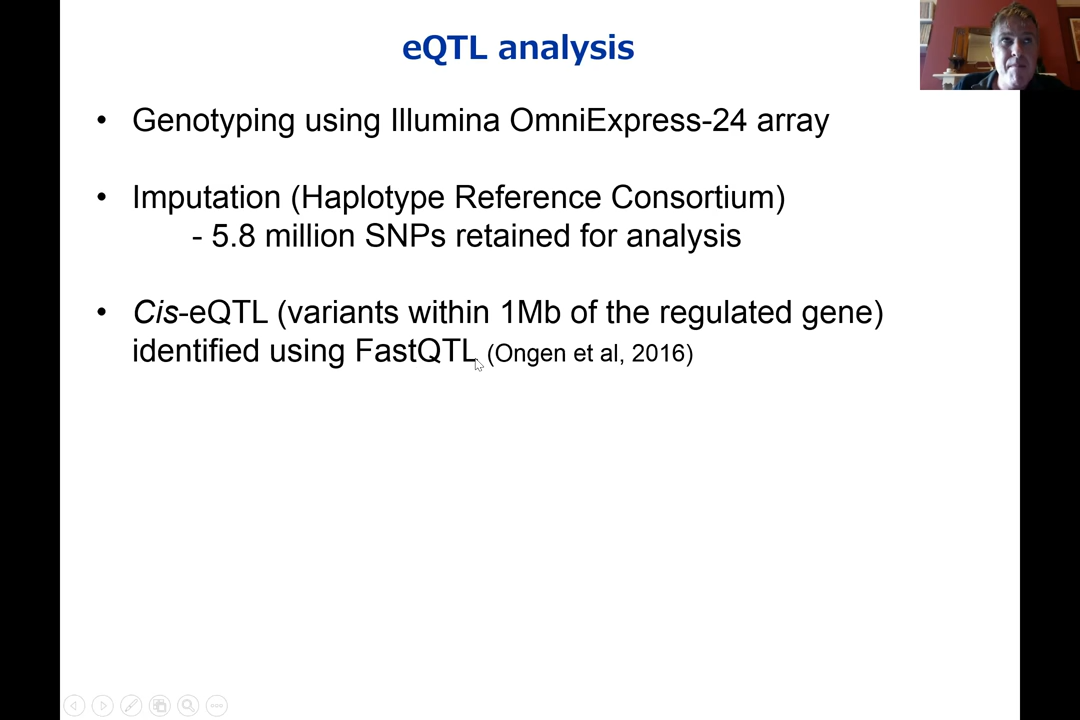 eQTL analysis
• Genotyping using Illumina OmniExpress-24 array
• Imputation (Haplotype Reference Consortium)
- 5.8 million SNPs retained for analysis
• Cis-eQTL (variants within 1Mb of the regulated gene)
identified using FastQTL (Ongen et al, 2016)